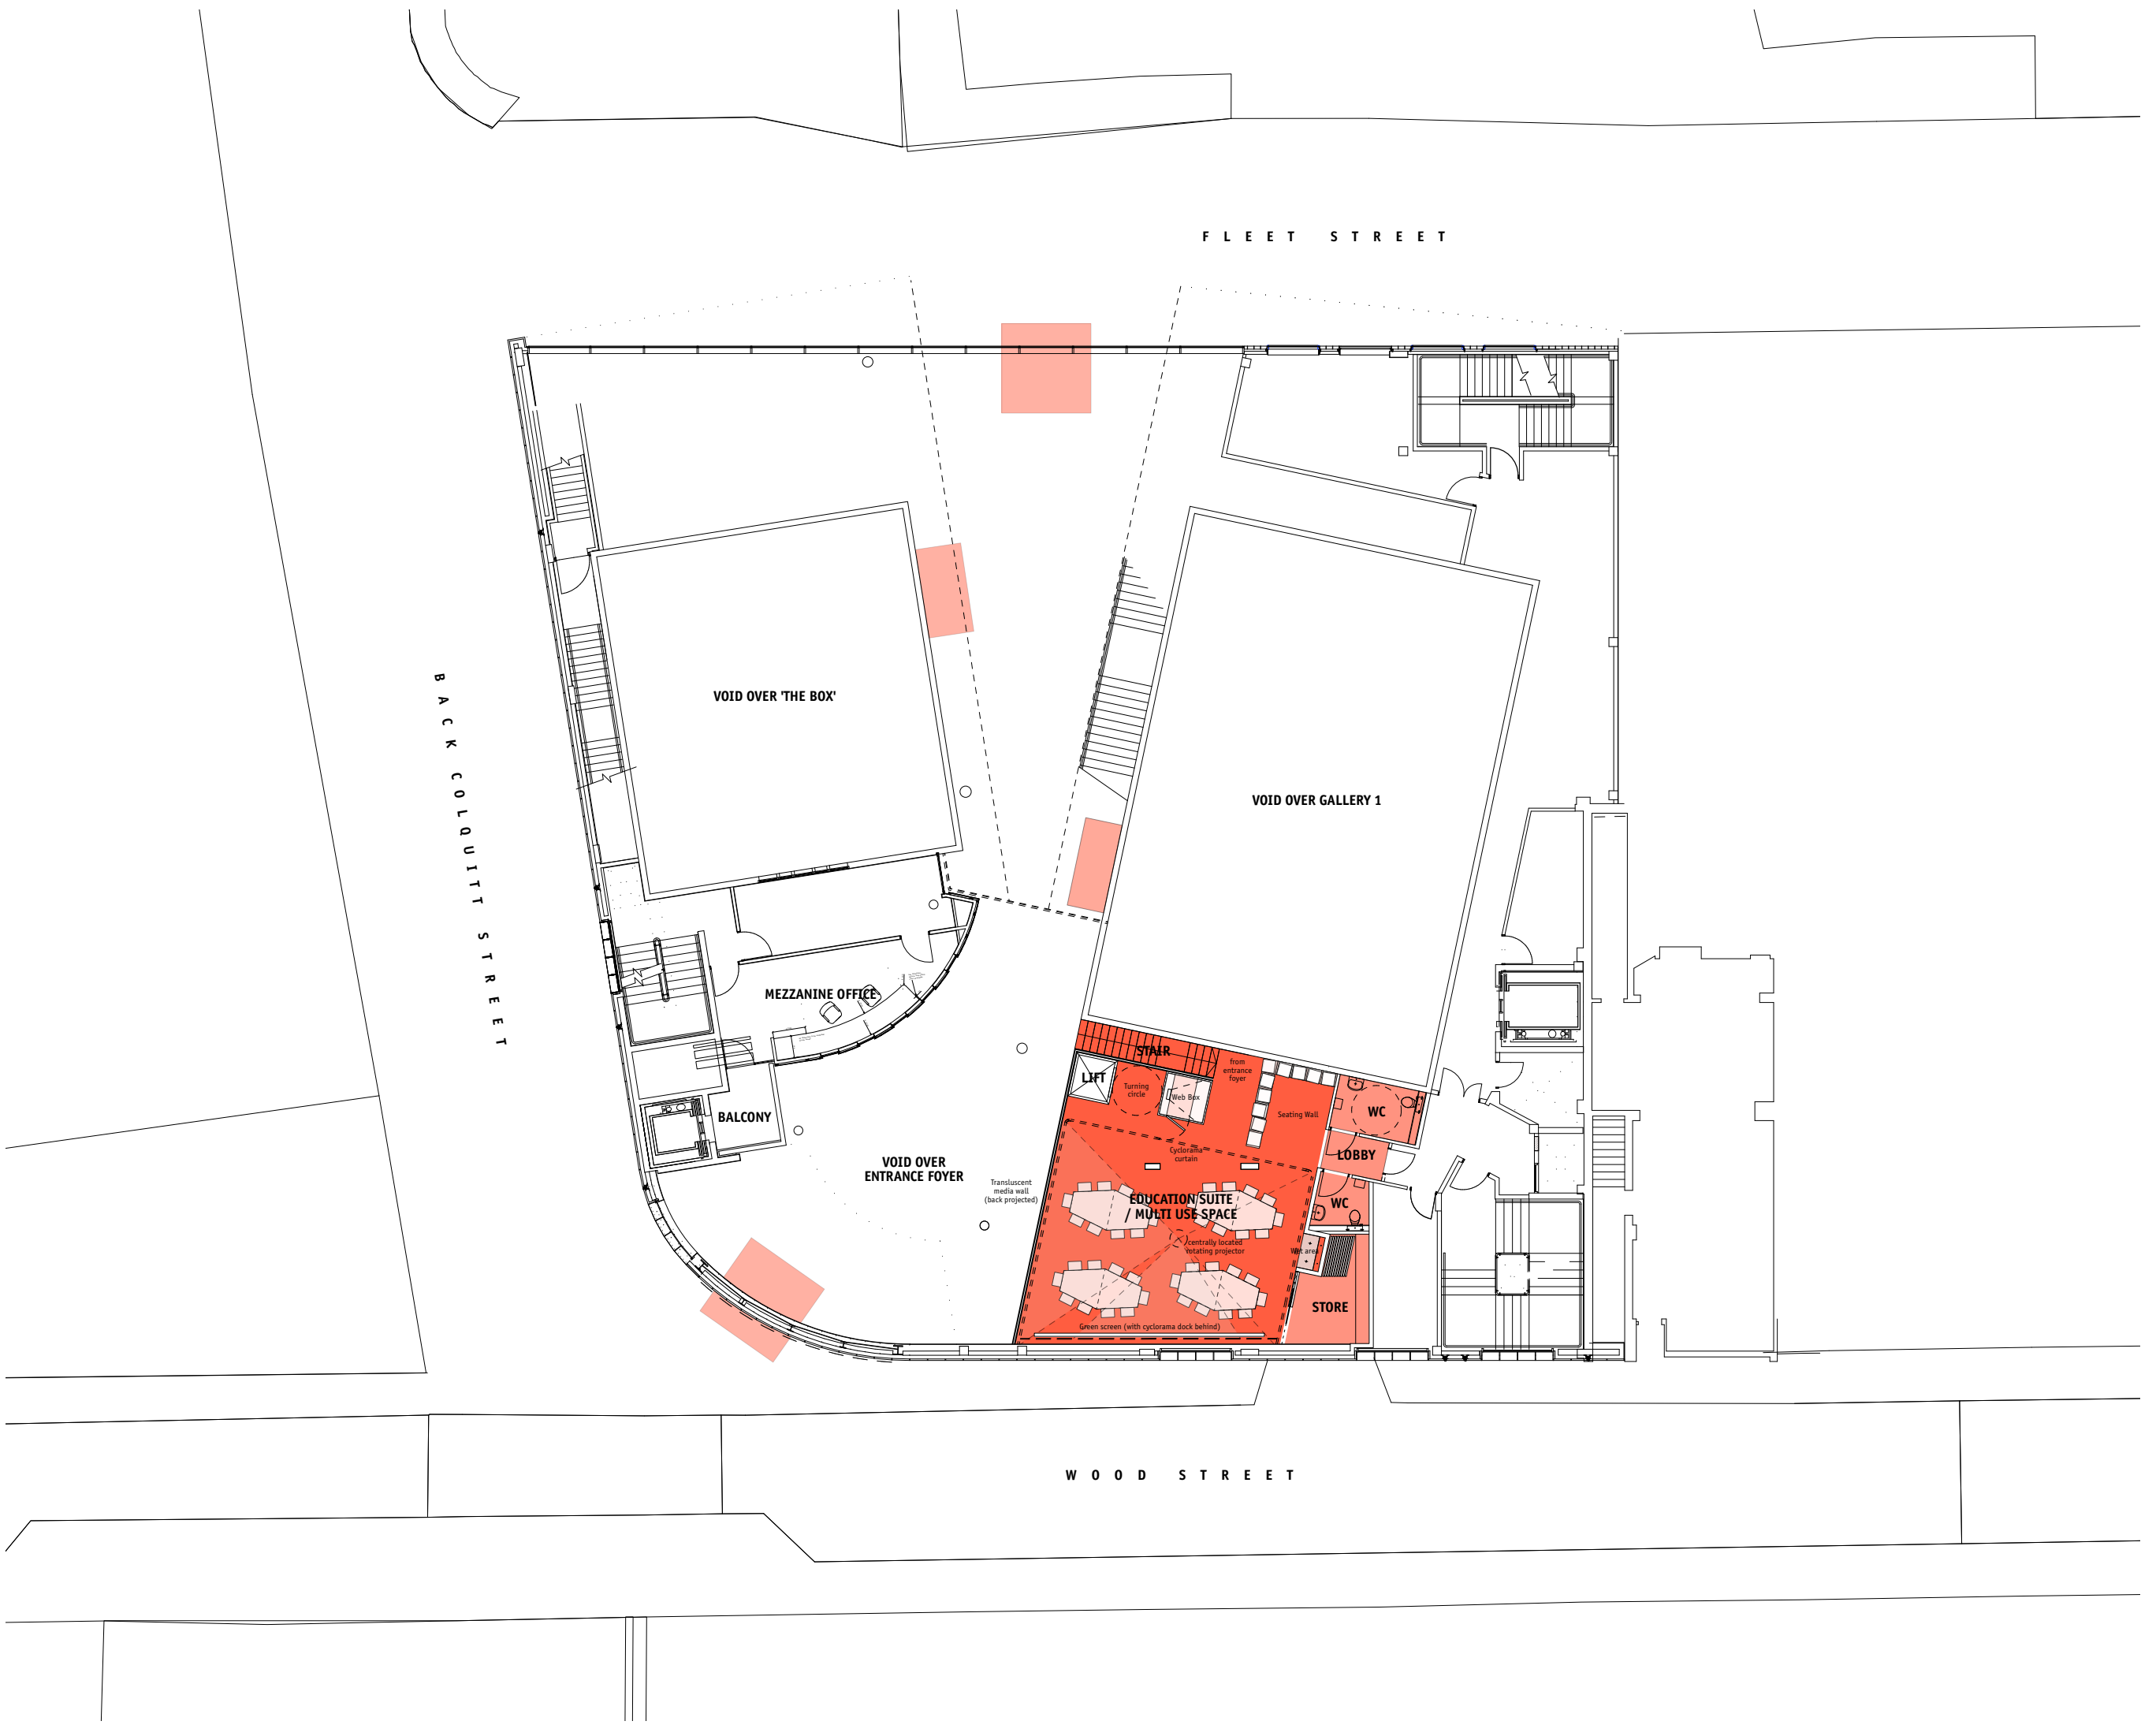 FLEET STREET
BACK COLQUITT STREET
VOID OVER 'THE BOX'
VOID OVER GALLERY 1
MEZZANINE OFFICE
BALCONY
VOID OVER
ENTRANCE FOYER
STAIR
from
entrance
foyer
LIFT
Turning
circle
Web Box
Seating Wall
WC
Cyclorama
curtain
LOBBY
Transluscent
media wall
(back projected)
EDUCATION SUITE
/ MULTI USE SPACE
WC
centrally located
rotating projector
Wet area
STORE
Green screen (with cyclorama dock behind)
WOOD STREET